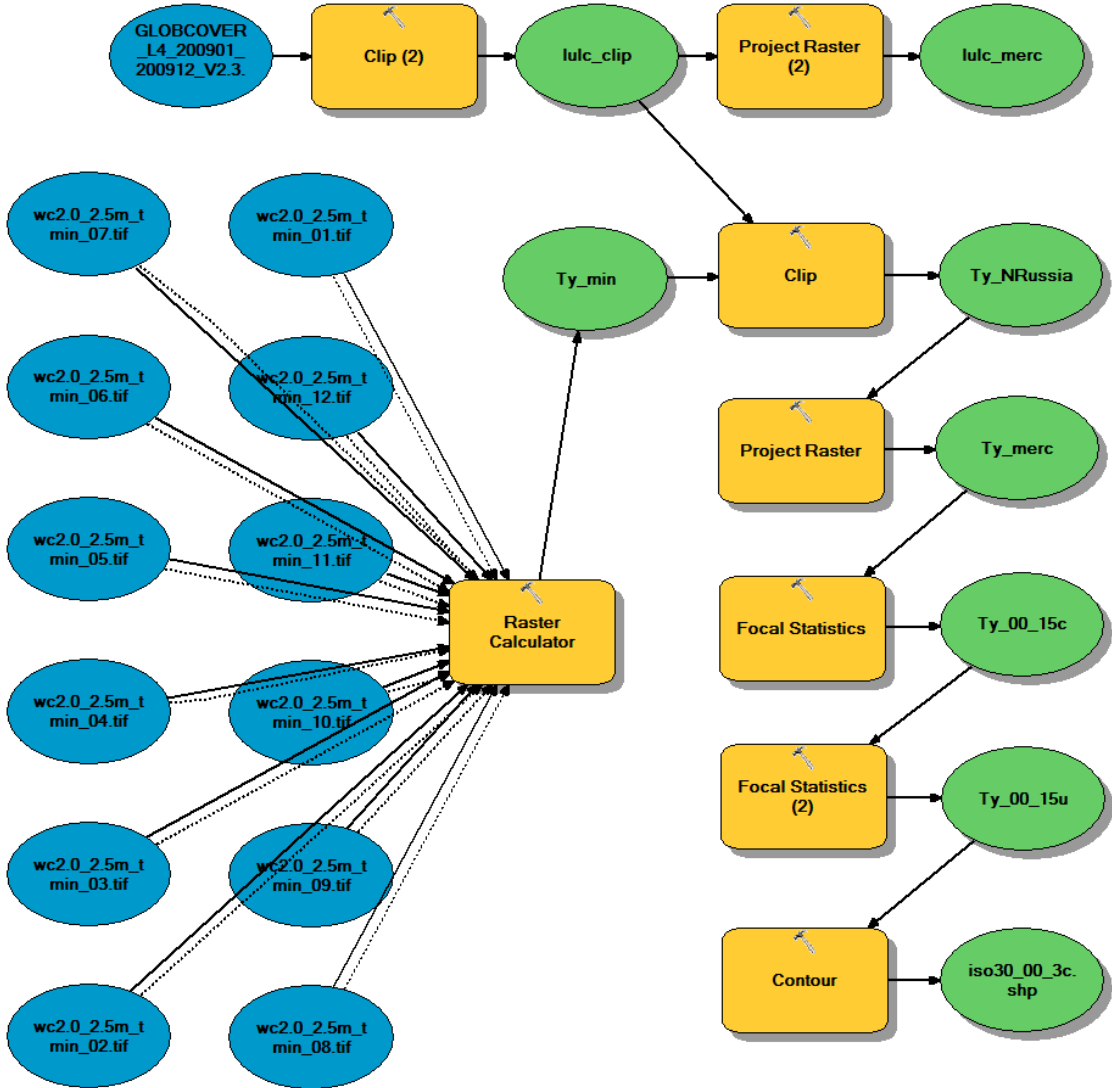 GLOBCOVER
_L4_200901_
200912_V2.3.
Clip (2)
lulc_clip
Project Raster
(2)
lulc_merc
wc2.0_2.5m_t
min_07.tif
wc2.0_2.5m_t
min_01.tif
Ty_min
Clip
Ty_NRussia
wc2.0_2.5m_t
min_06.tif
wc2.0_2.5m_t
min_12.tif
Project Raster
Ty_merc
wc2.0_2.5m_t
min_05.tif
wc2.0_2.5m_t
min_11.tif
Raster
Calculator
Focal Statistics
Ty_00_15c
wc2.0_2.5m_t
min_04.tif
wc2.0_2.5m_t
min_10.tif
Focal Statistics
(2)
Ty_00_15u
wc2.0_2.5m_t
min_03.tif
wc2.0_2.5m_t
min_09.tif
Contour
iso30_00_3c.
shp
wc2.0_2.5m_t
min_02.tif
wc2.0_2.5m_t
min_08.tif